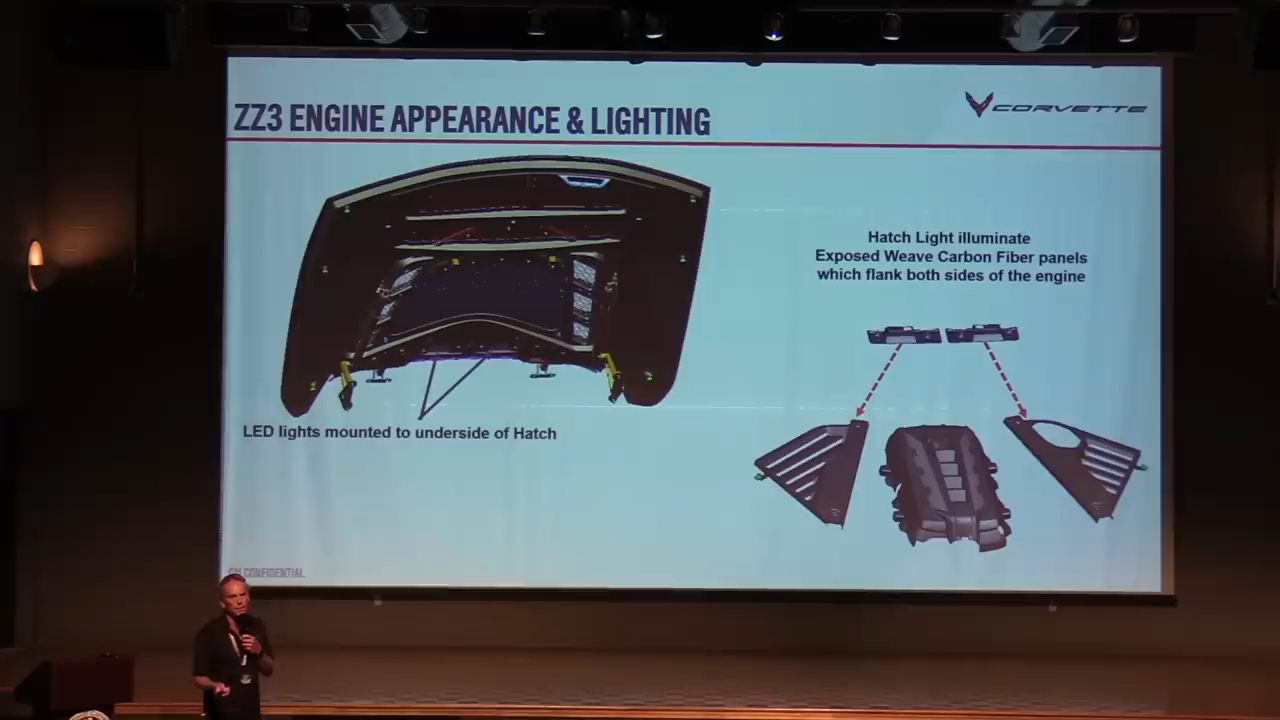 ZZ3 ENGINE APPEARANCE & LIGHTING
CORVETTE
Hatch Light illuminate
Exposed Weave Carbon Fiber panels
which flank both sides of the engine
LED lights mounted to underside of Hatch
GM CONFIDENTIAL